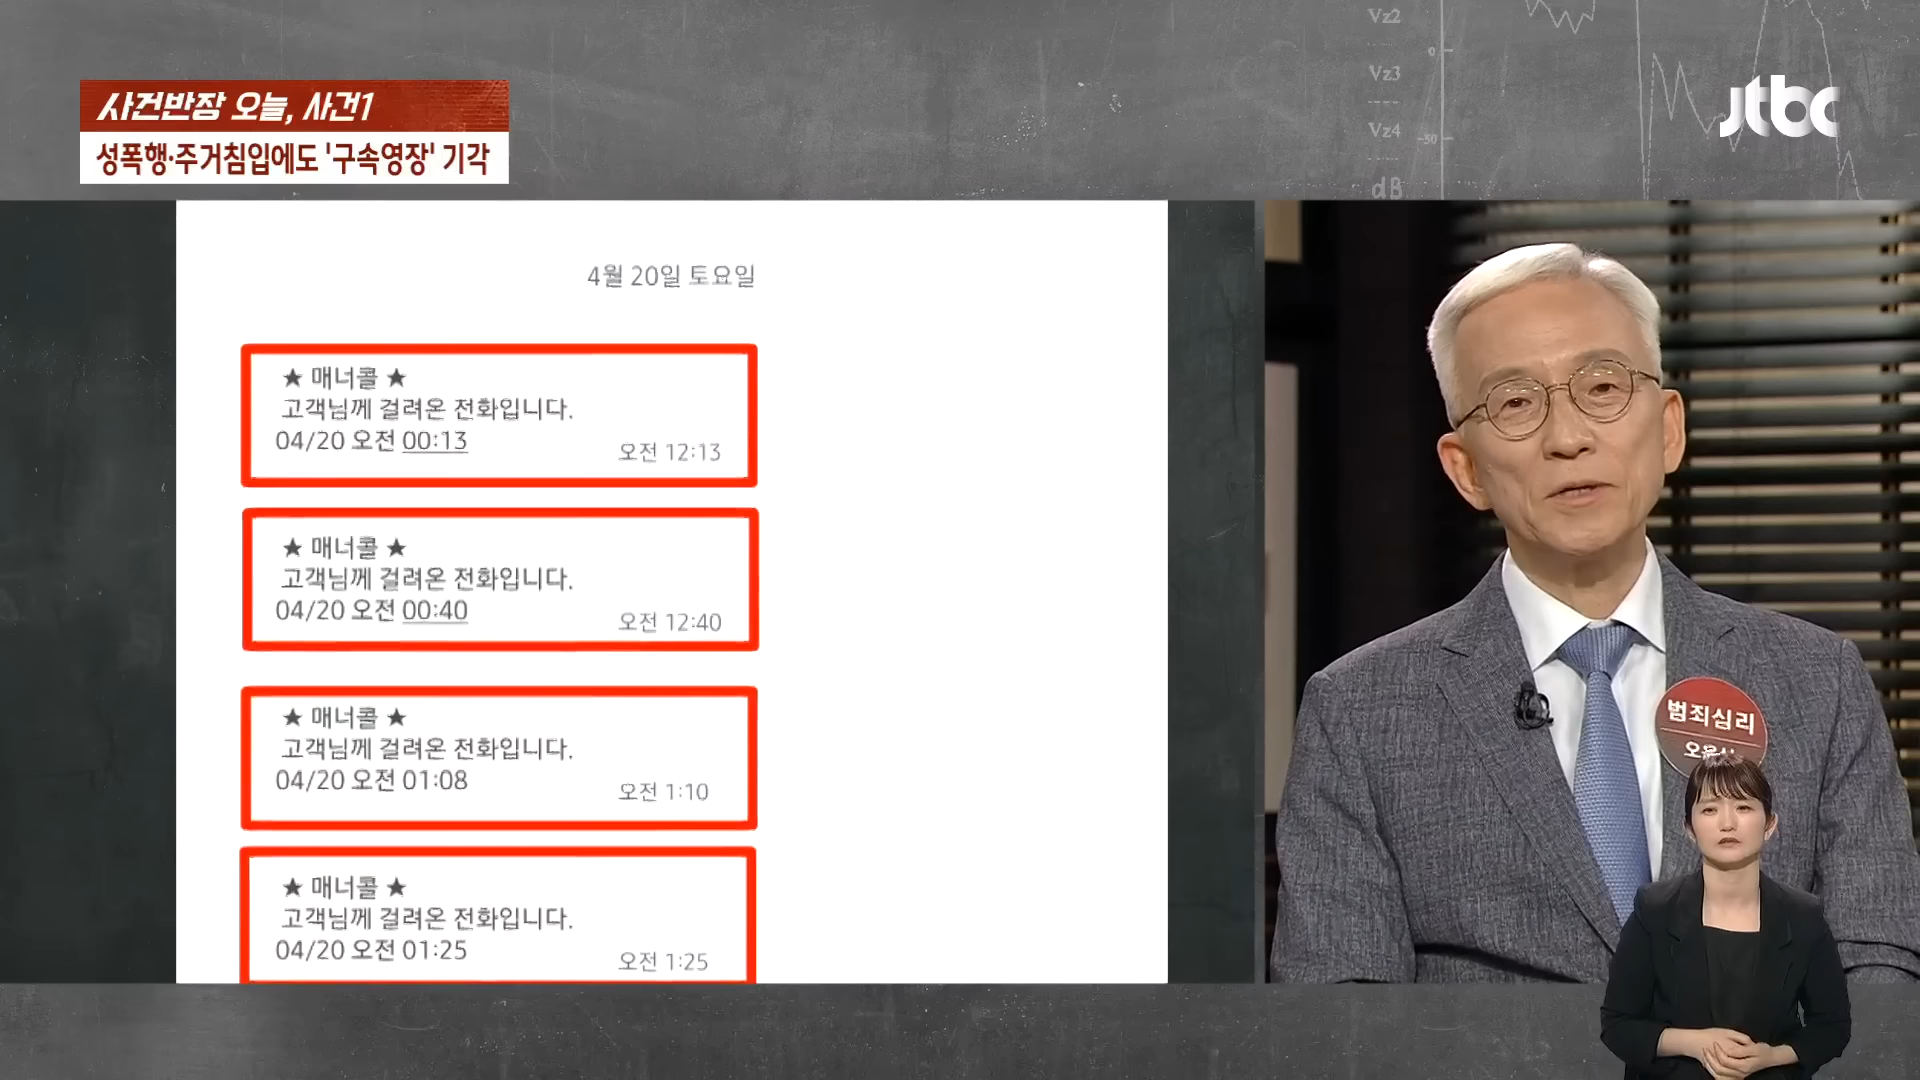 Vz2
0
Vz3
Vz4
-50
dB
jtbc
사건반장 오늘, 사건1
성폭행·주거침입에도 '구속영장' 기각
4월 20일 토요일
★ 매너콜 ★
고객님께 걸려온 전화입니다.
04/20 오전 00:13
오전 12:13
★ 매너콜 ★
고객님께 걸려온 전화입니다.
04/20 오전 00:40
오전 12:40
★ 매너콜 ★
고객님께 걸려온 전화입니다.
04/20 오전 01:08
오전 1:10
★ 매너콜 ★
고객님께 걸려온 전화입니다.
04/20 오전 01:25
오전 1:25
범죄심리